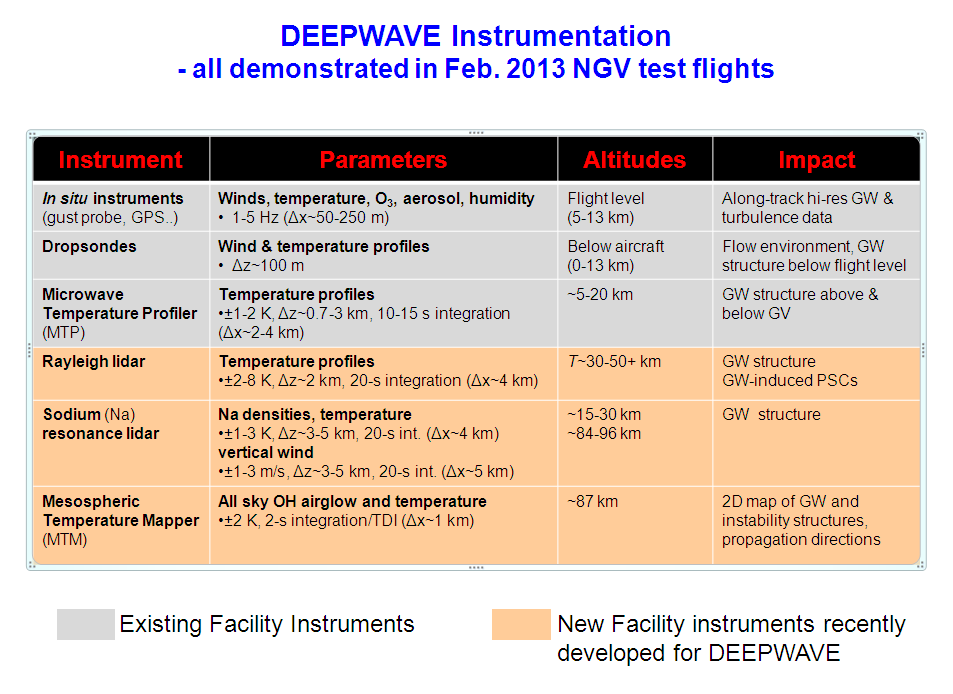 DEEPWAVE Instrumentation
- all demonstrated in Feb. 2013 NGV test flights
Instrument Parameters Altitudes Impact
In situ instruments
(gust probe, GPS..)
Winds, temperature, O3, aerosol, humidity
• 1-5 Hz (Δx~50-250 m)
Flight level
(5-13 km)
Along-track hi-res GW &
turbulence data
Dropsondes
Wind & temperature profiles
• Δz~100 m
Below aircraft
(0-13 km)
Flow environment, GW
structure below flight level
Microwave
Temperature Profiler
(MTP)
Temperature profiles
•±1-2 K, Δz~0.7-3 km, 10-15 s integration
(Δx~2-4 km)
~5-20 km
GW structure above &
below GV
Rayleigh lidar
Temperature profiles
•±2-8 K, Δz~2 km, 20-s integration (Δx~4 km)
T~30-50+ km
GW structure
GW-induced PSCs
Sodium (Na)
resonance lidar
Na densities, temperature
•±1-3 K, Δz~3-5 km, 20-s int. (Δx~4 km)
vertical wind
•±1-3 m/s, Δz~3-5 km, 20-s int. (Δx~5 km)
~15-30 km
~84-96 km
GW structure
Mesospheric
Temperature Mapper
(MTM)
All sky OH airglow and temperature
•±2 K, 2-s integration/TDI (Δx~1 km)
~87 km
2D map of GW and
instability structures,
propagation directions
Existing Facility Instruments
New Facility instruments recently
developed for DEEPWAVE